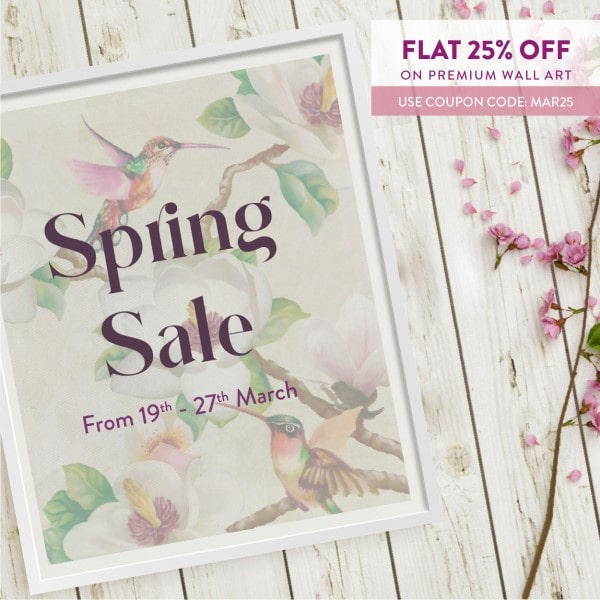 FLAT 25% OFF
ON PREMIUM WALL ART
USE COUPON CODE: MAR25
Spring
Sale
From 19th - 27th March